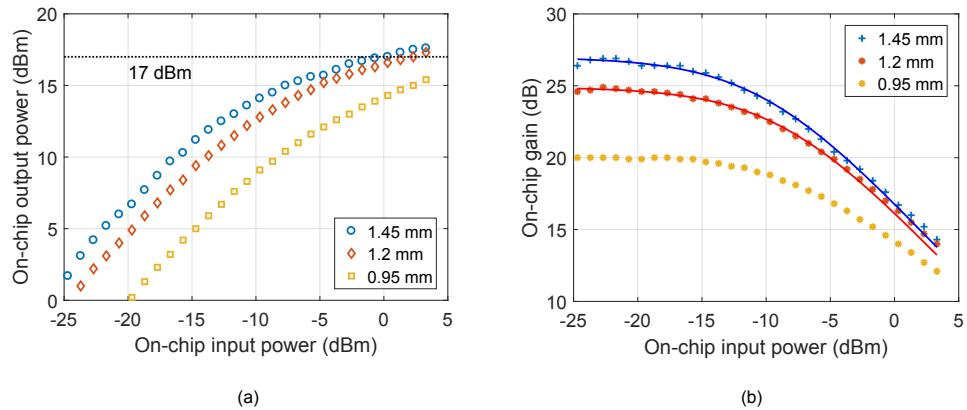 20
15
10
5
0
-25
-20
-15
-10
-5
0
5
On-chip output power (dBm)
On-chip input power (dBm)
17 dBm
1.45 mm
1.2 mm
0.95 mm
(a)
30
25
20
15
10
-25
-20
-15
-10
-5
0
5
On-chip gain (dB)
On-chip input power (dBm)
1.45 mm
1.2 mm
0.95 mm
(b)